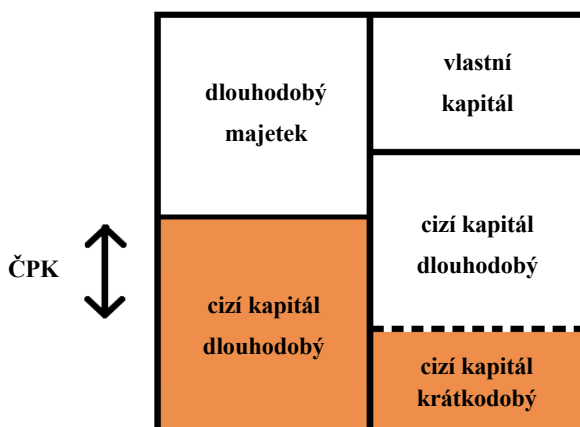 dlouhodobý
majetek
vlastní
kapitál
ČPK
cizí kapitál
dlouhodobý
cizí kapitál
dlouhodobý
cizí kapitál
krátkodobý